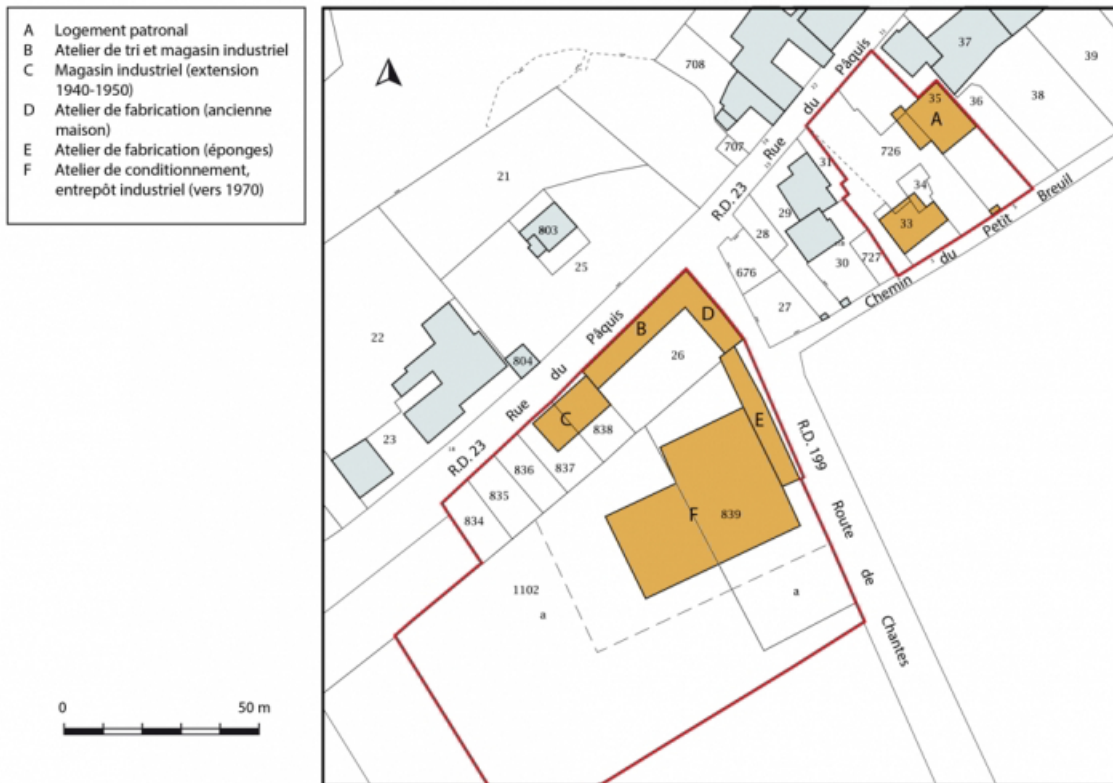 A Logement patronal
B Atelier de tri et magasin industriel
C Magasin industriel (extension
1940-1950)
D Atelier de fabrication (ancienne
maison)
E Atelier de fabrication (éponges)
F Atelier de conditionnement,
entrepôt industriel (vers 1970)
0 50 m
708
707
R.D. 23 Rue du Pâquis
37
39
38
36
35
A
726
34
33
31
29
28
30
727
676
27
Chemin du Petit Breuil
21
803
25
22
804
23
R.D. 23 Rue du Pâquis
B
D
26
C
838
837
836
835
834
E
F
839
1102
a
a
R.D. 199 Route de Chantes